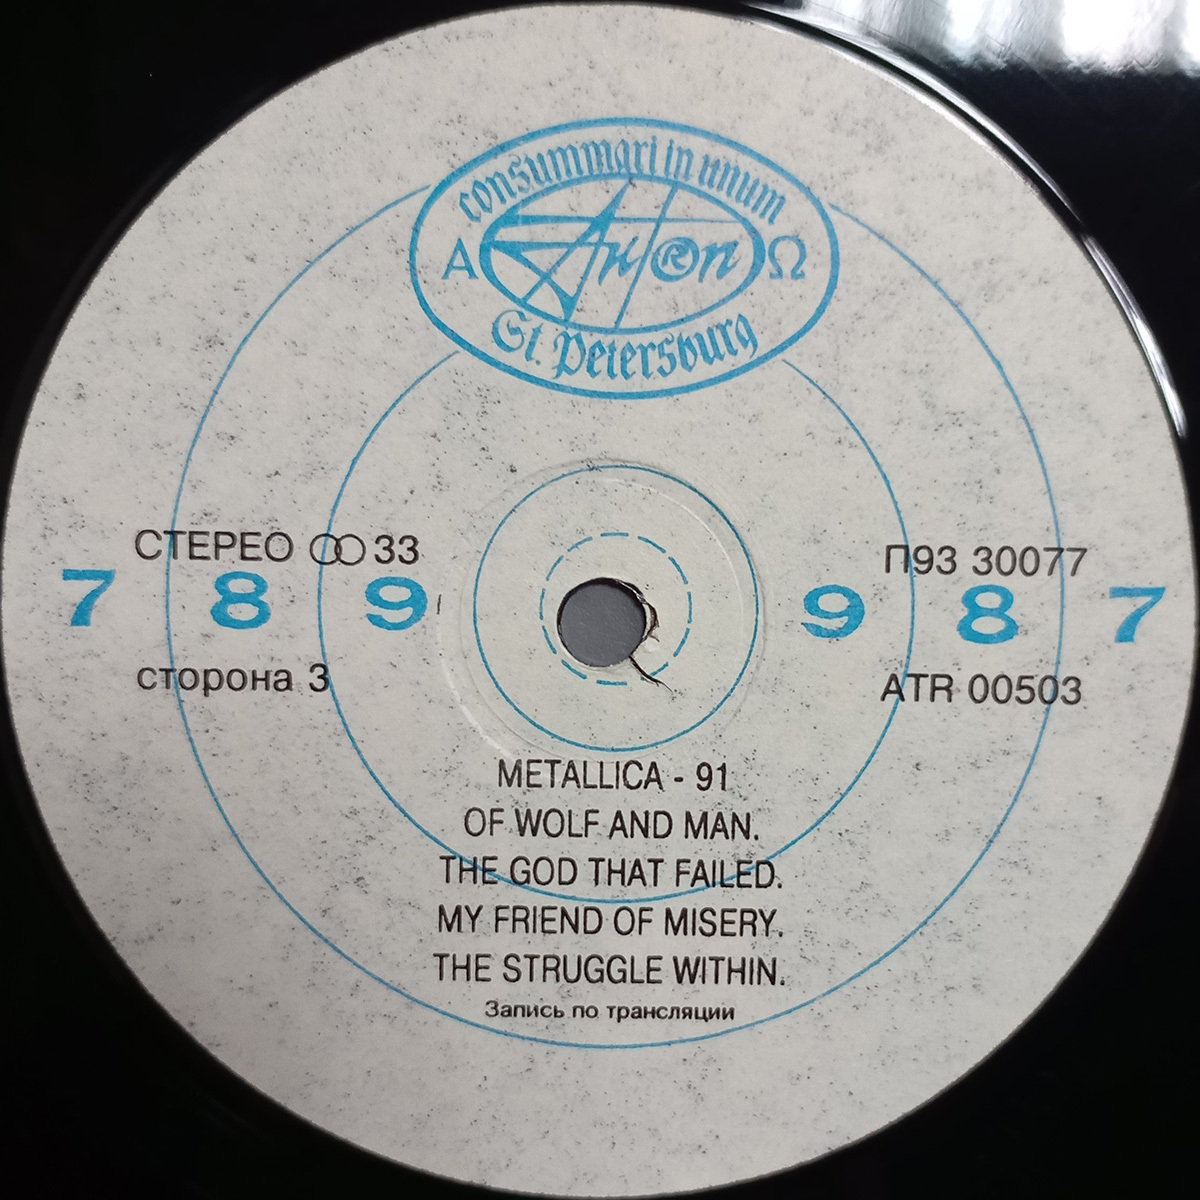 consummari in unum
Α Antrop Ω
St. Petersburg
СТЕРЕО 33
П93 30077
7 8 9 9 8 7
сторона 3
ATR 00503
METALLICA - 91
OF WOLF AND MAN.
THE GOD THAT FAILED.
MY FRIEND OF MISERY.
THE STRUGGLE WITHIN.
Запись по трансляции